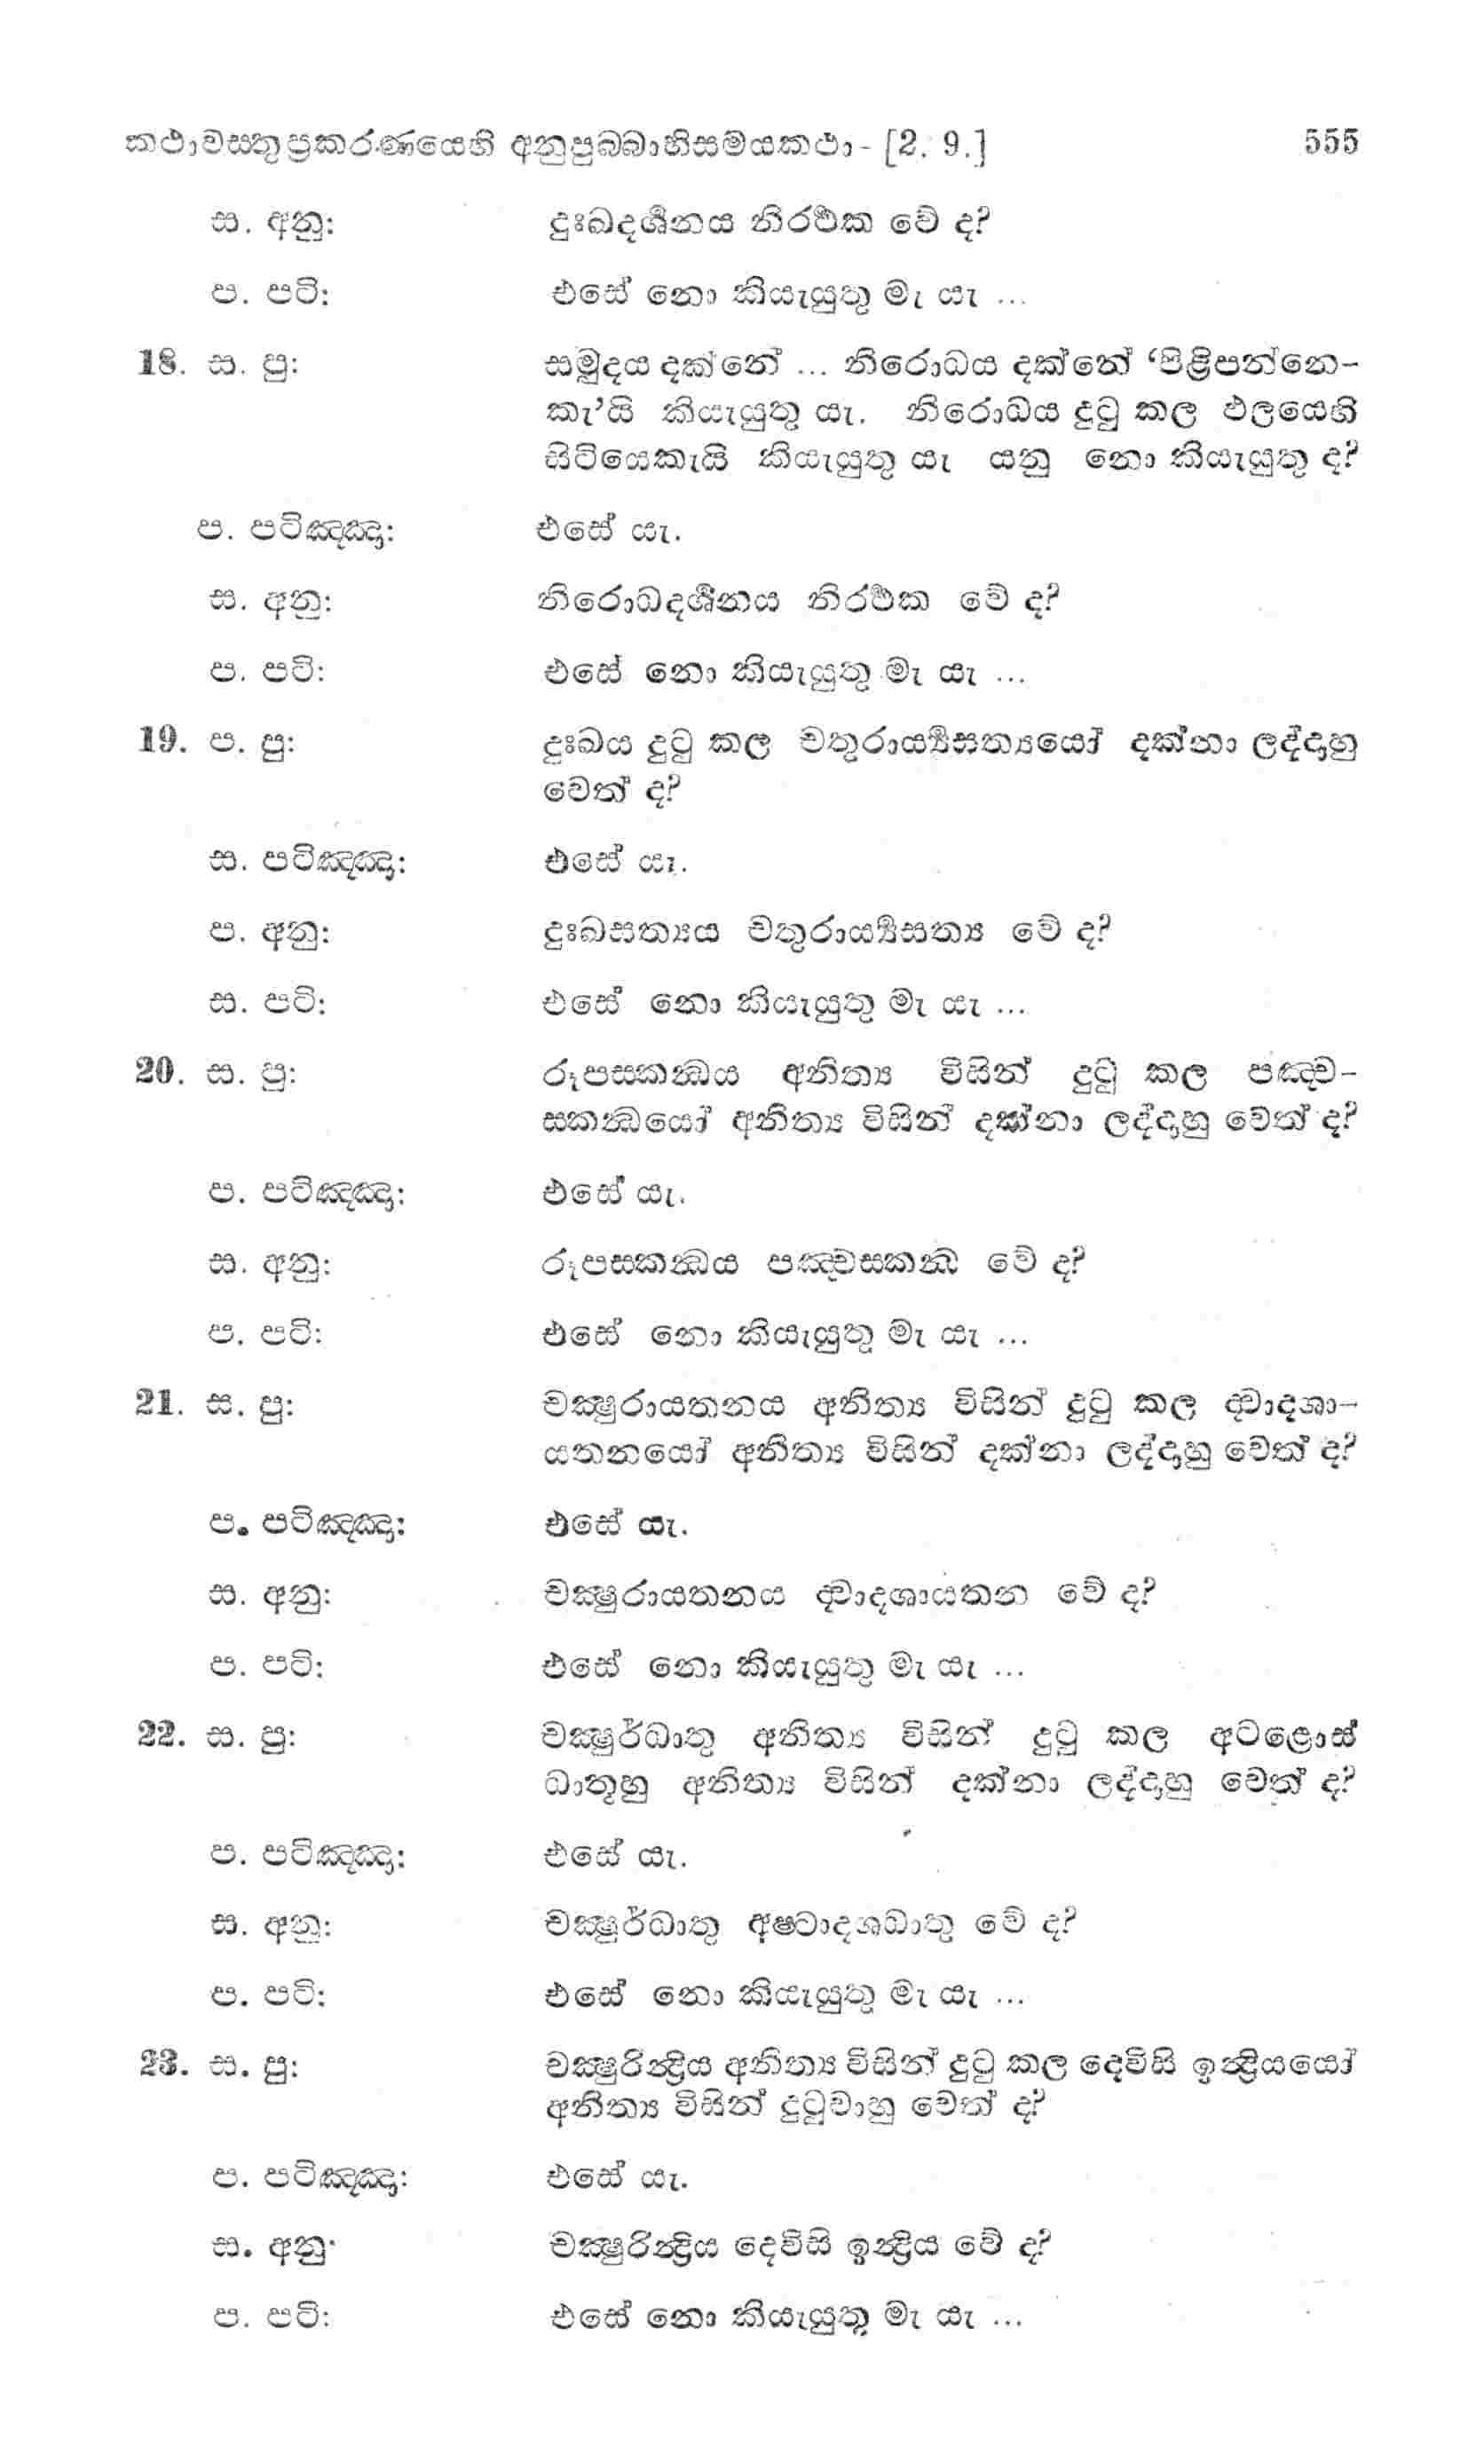 කථාවස්තුප්‍රකරණයෙහි අනුපුබ්බාභිසමයකථා - [2. 9.] 555
ස. අනු: දුඃඛදර්‍ශනය නිරර්‍ථක වේ ද?
ප. පටි: එසේ නො කියැයුතු මැ යැ ...
18. ස. පු: සමුදය දක්නේ ... නිරොධය දක්නේ ‘පිළිපන්නෙ-
කැ’යි කියැයුතු යැ. නිරොධය දුටු කල ඵලයෙහි
සිටියෙකැයි කියැයුතු යැ යනු නො කියැයුතු ද?
ප. පටිඤ්ඤා: එසේ යැ.
ස. අනු: නිරොධදර්‍ශනය නිරර්‍ථක වේ ද?
ප. පටි: එසේ නො කියැයුතු මැ යැ ...
19. ප. පු: දුඃඛය දුටු කල චතුරාර්‍ය්‍යසත්‍යයෝ දක්නා ලද්දාහු
වෙත් ද?
ස. පටිඤ්ඤා: එසේ යැ.
ප. අනු: දුඃඛසත්‍යය චතුරාර්‍ය්‍යසත්‍ය වේ ද?
ස. පටි: එසේ නො කියැයුතු මැ යැ ...
20. ස. පු: රූපස්කන්‍ධය අනිත්‍ය විසින් දුටු කල පඤ්ච-
ස්කන්‍ධයෝ අනිත්‍ය විසින් දක්නා ලද්දාහු වෙත් ද?
ප. පටිඤ්ඤා: එසේ යැ.
ස. අනු: රූපස්කන්‍ධය පඤ්චස්කන්‍ධ වේ ද?
ප. පටි: එසේ නො කියැයුතු මැ යැ ...
21. ස. පු: චක්‍ෂුරායතනය අනිත්‍ය විසින් දුටු කල ද්‍වාදශා-
යතනයෝ අනිත්‍ය විසින් දක්නා ලද්දාහු වෙත් ද?
ප. පටිඤ්ඤා: එසේ යැ.
ස. අනු: චක්‍ෂුරායතනය ද්‍වාදශායතන වේ ද?
ප. පටි: එසේ නො කියැයුතු මැ යැ ...
22. ස. පු: චක්‍ෂුර්ධාතු අනිත්‍ය විසින් දුටු කල අටළොස්
ධාතූහු අනිත්‍ය විසින් දක්නා ලද්දාහු වෙත් ද?
ප. පටිඤ්ඤා: එසේ යැ.
ස. අනු: චක්‍ෂුර්ධාතු අෂ්ටාදශධාතු වේ ද?
ප. පටි: එසේ නො කියැයුතු මැ යැ ...
23. ස. පු: චක්‍ෂුරින්‍ද්‍රිය අනිත්‍ය විසින් දුටු කල දෙවිසි ඉන්‍ද්‍රියයෝ
අනිත්‍ය විසින් දුටුවාහු වෙත් ද?
ප. පටිඤ්ඤා: එසේ යැ.
ස. අනු: චක්‍ෂුරින්‍ද්‍රිය දෙවිසි ඉන්‍ද්‍රිය වේ ද?
ප. පටි: එසේ නො කියැයුතු මැ යැ ...